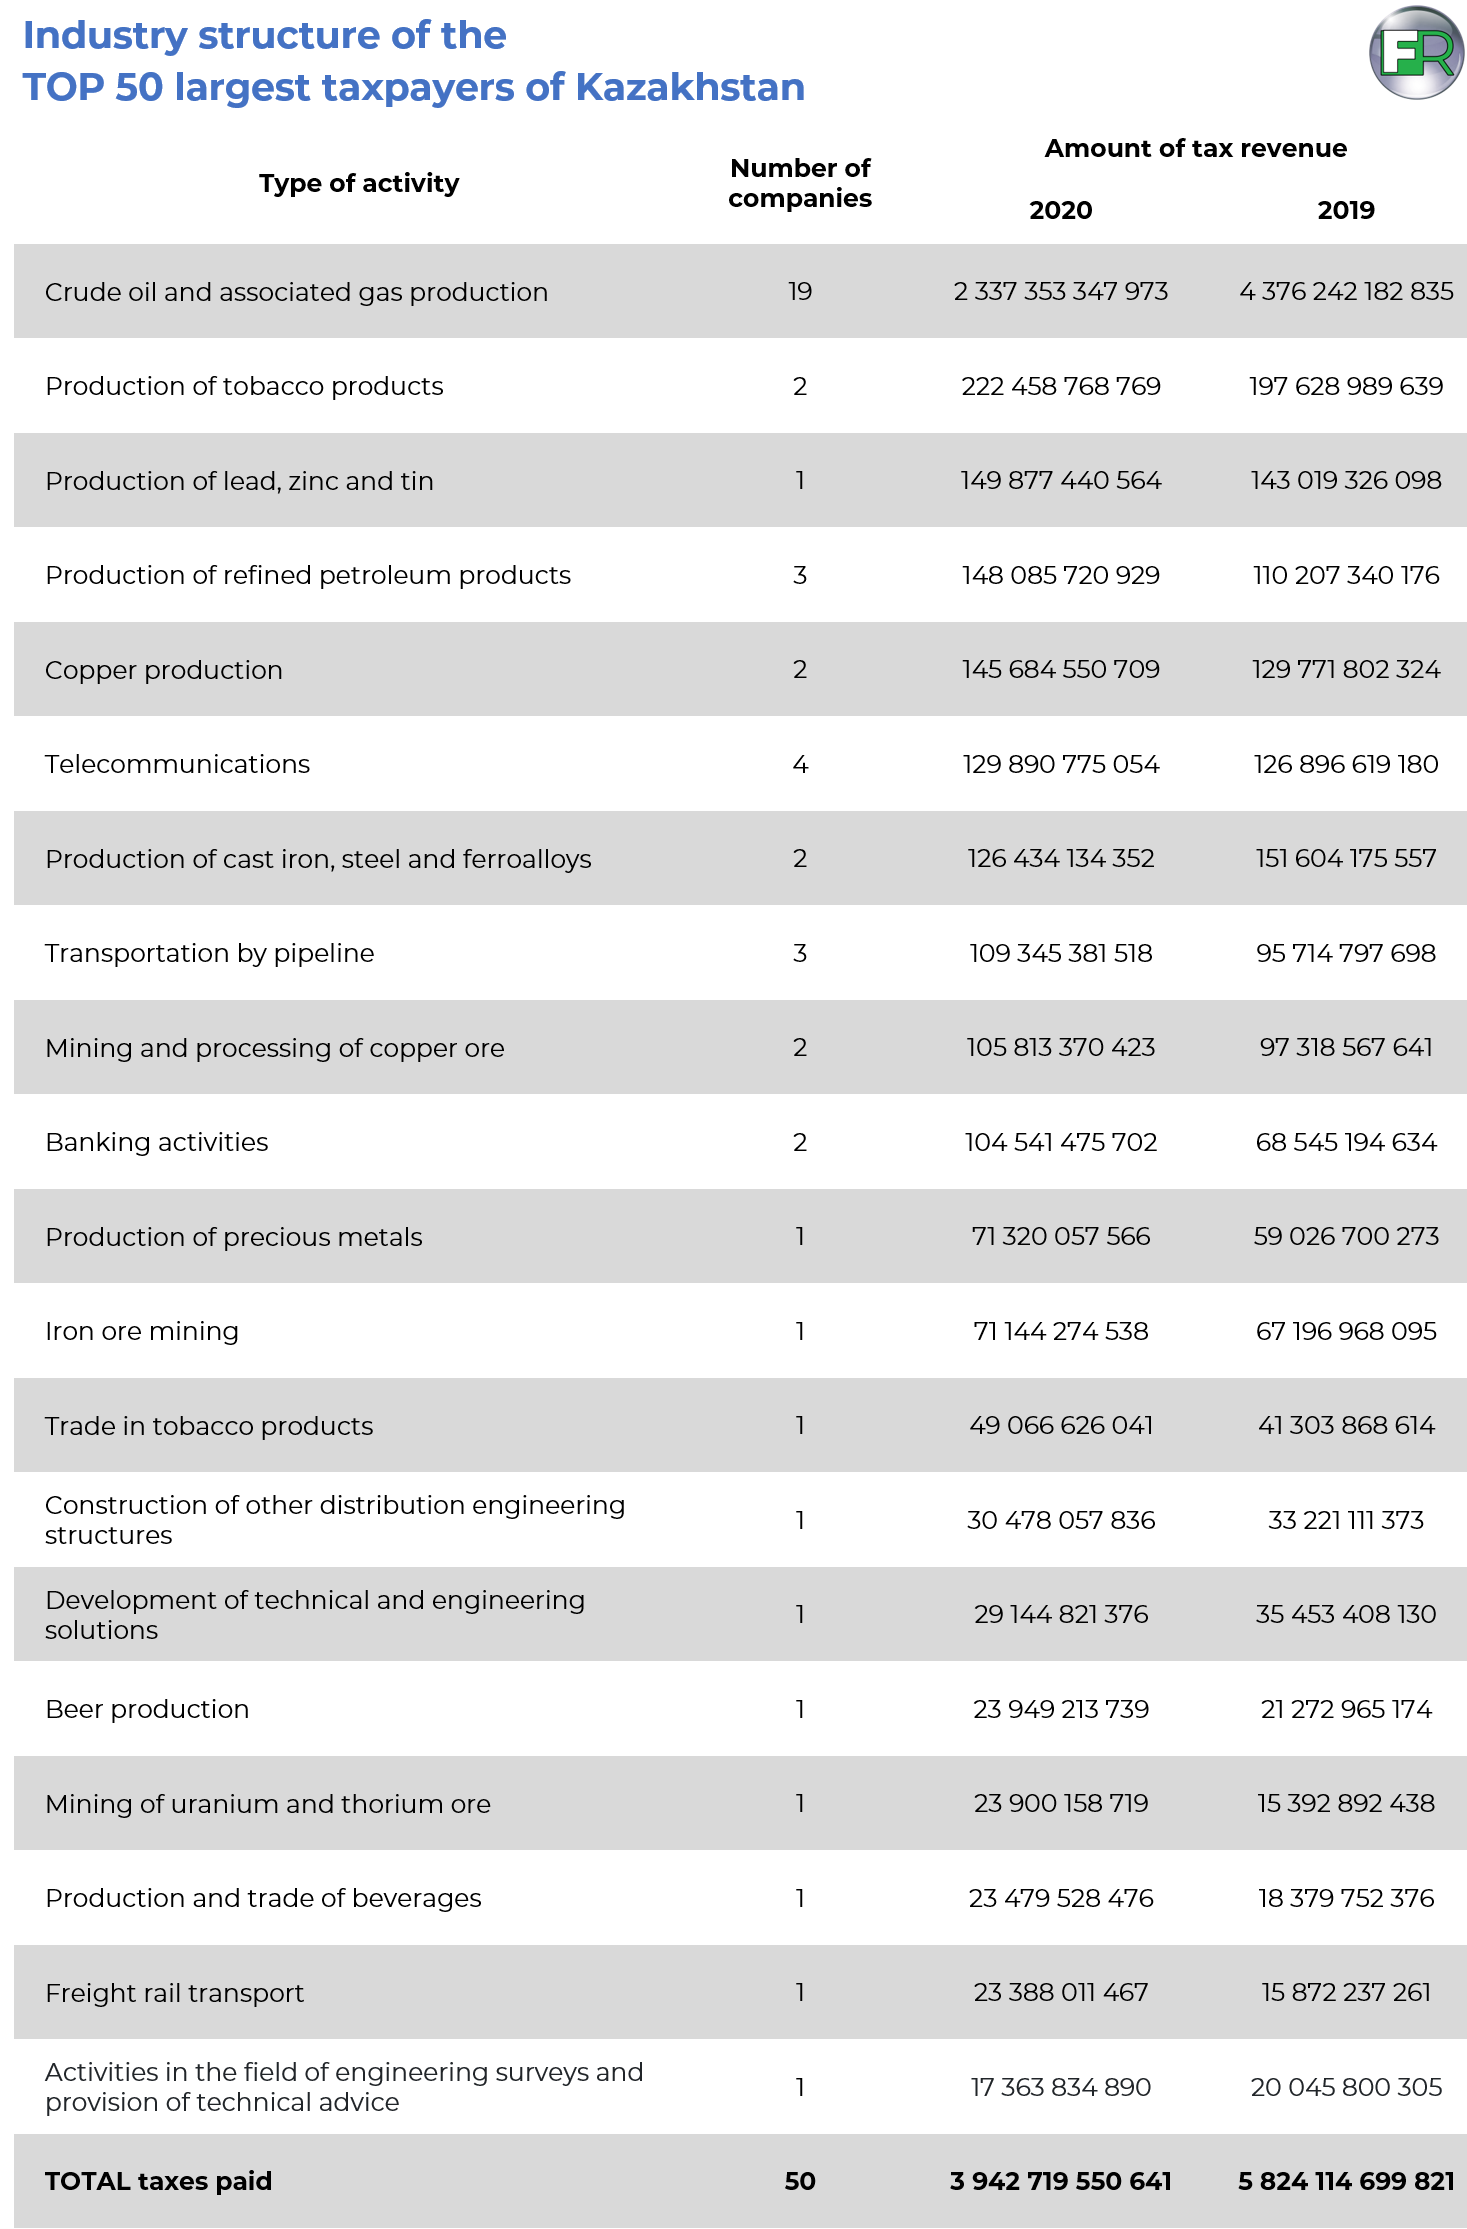 Industry structure of the
TOP 50 largest taxpayers of Kazakhstan
FR
Type of activity
Number of
companies
Amount of tax revenue
2020 2019
Crude oil and associated gas production 19 2 337 353 347 973 4 376 242 182 835
Production of tobacco products 2 222 458 768 769 197 628 989 639
Production of lead, zinc and tin 1 149 877 440 564 143 019 326 098
Production of refined petroleum products 3 148 085 720 929 110 207 340 176
Copper production 2 145 684 550 709 129 771 802 324
Telecommunications 4 129 890 775 054 126 896 619 180
Production of cast iron, steel and ferroalloys 2 126 434 134 352 151 604 175 557
Transportation by pipeline 3 109 345 381 518 95 714 797 698
Mining and processing of copper ore 2 105 813 370 423 97 318 567 641
Banking activities 2 104 541 475 702 68 545 194 634
Production of precious metals 1 71 320 057 566 59 026 700 273
Iron ore mining 1 71 144 274 538 67 196 968 095
Trade in tobacco products 1 49 066 626 041 41 303 868 614
Construction of other distribution engineering
structures 1 30 478 057 836 33 221 111 373
Development of technical and engineering
solutions 1 29 144 821 376 35 453 408 130
Beer production 1 23 949 213 739 21 272 965 174
Mining of uranium and thorium ore 1 23 900 158 719 15 392 892 438
Production and trade of beverages 1 23 479 528 476 18 379 752 376
Freight rail transport 1 23 388 011 467 15 872 237 261
Activities in the field of engineering surveys and
provision of technical advice 1 17 363 834 890 20 045 800 305
TOTAL taxes paid 50 3 942 719 550 641 5 824 114 699 821